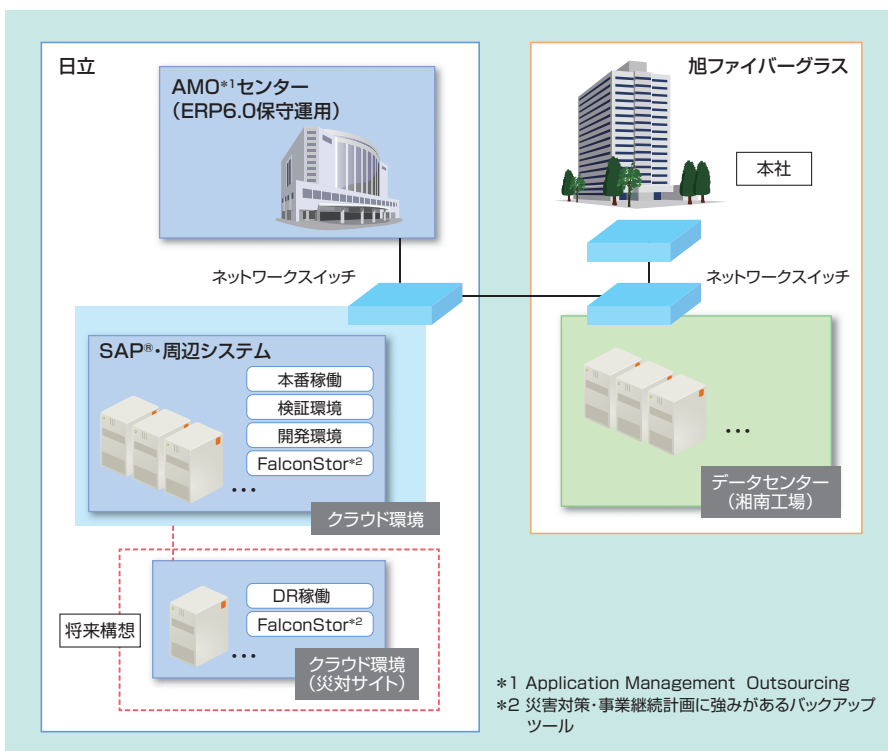 日立
AMO*1センター
（ERP6.0保守運用）
ネットワークスイッチ
SAP®・周辺システム
本番稼働
検証環境
開発環境
FalconStor*2
…
クラウド環境
将来構想
DR稼働
FalconStor*2
…
クラウド環境
（災対サイト）
旭ファイバーグラス
本社
ネットワークスイッチ
…
データセンター
（湘南工場）
*1 Application Management Outsourcing
*2 災害対策・事業継続計画に強みがあるバックアップ
ツール